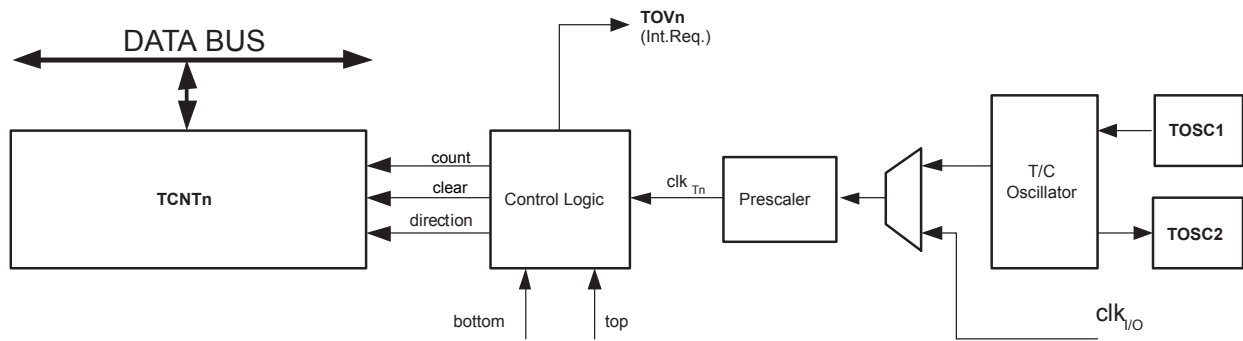 TOVn
(Int.Req.)
DATA BUS
TCNTn
count
clear
direction
Control Logic
clk Tn
Prescaler
T/C
Oscillator
TOSC1
TOSC2
bottom
top
clk I/O